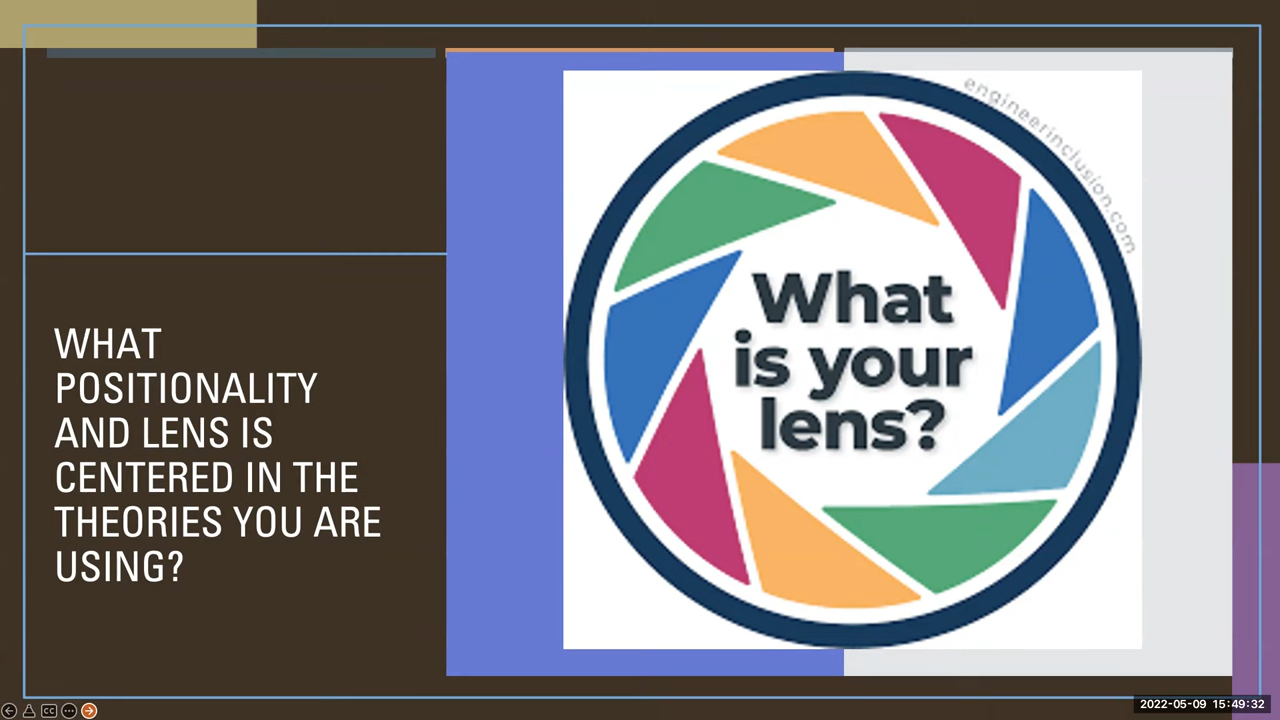 WHAT
POSITIONALITY
AND LENS IS
CENTERED IN THE
THEORIES YOU ARE
USING?
engineerinclusion.com
What
is your
lens?
CC
2022-05-09 15:49:32